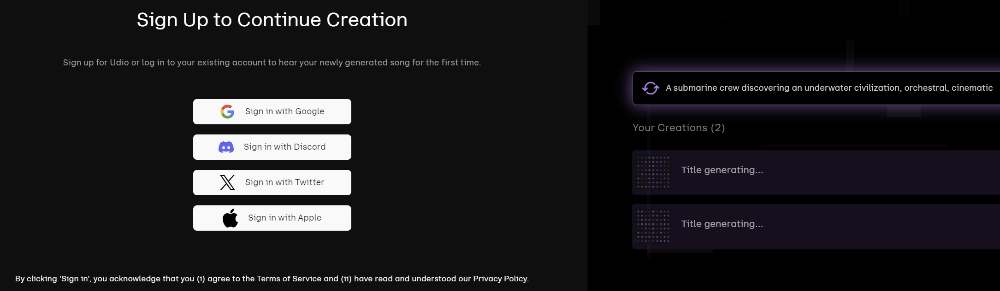 Sign Up to Continue Creation
Sign up for Udio or log in to your existing account to hear your newly generated song for the first time.
Sign in with Google
Sign in with Discord
Sign in with Twitter
Sign in with Apple
By clicking 'Sign in', you acknowledge that you (i) agree to the Terms of Service and (ii) have read and understood our Privacy Policy.
A submarine crew discovering an underwater civilization, orchestral, cinematic
Your Creations (2)
Title generating...
Title generating...